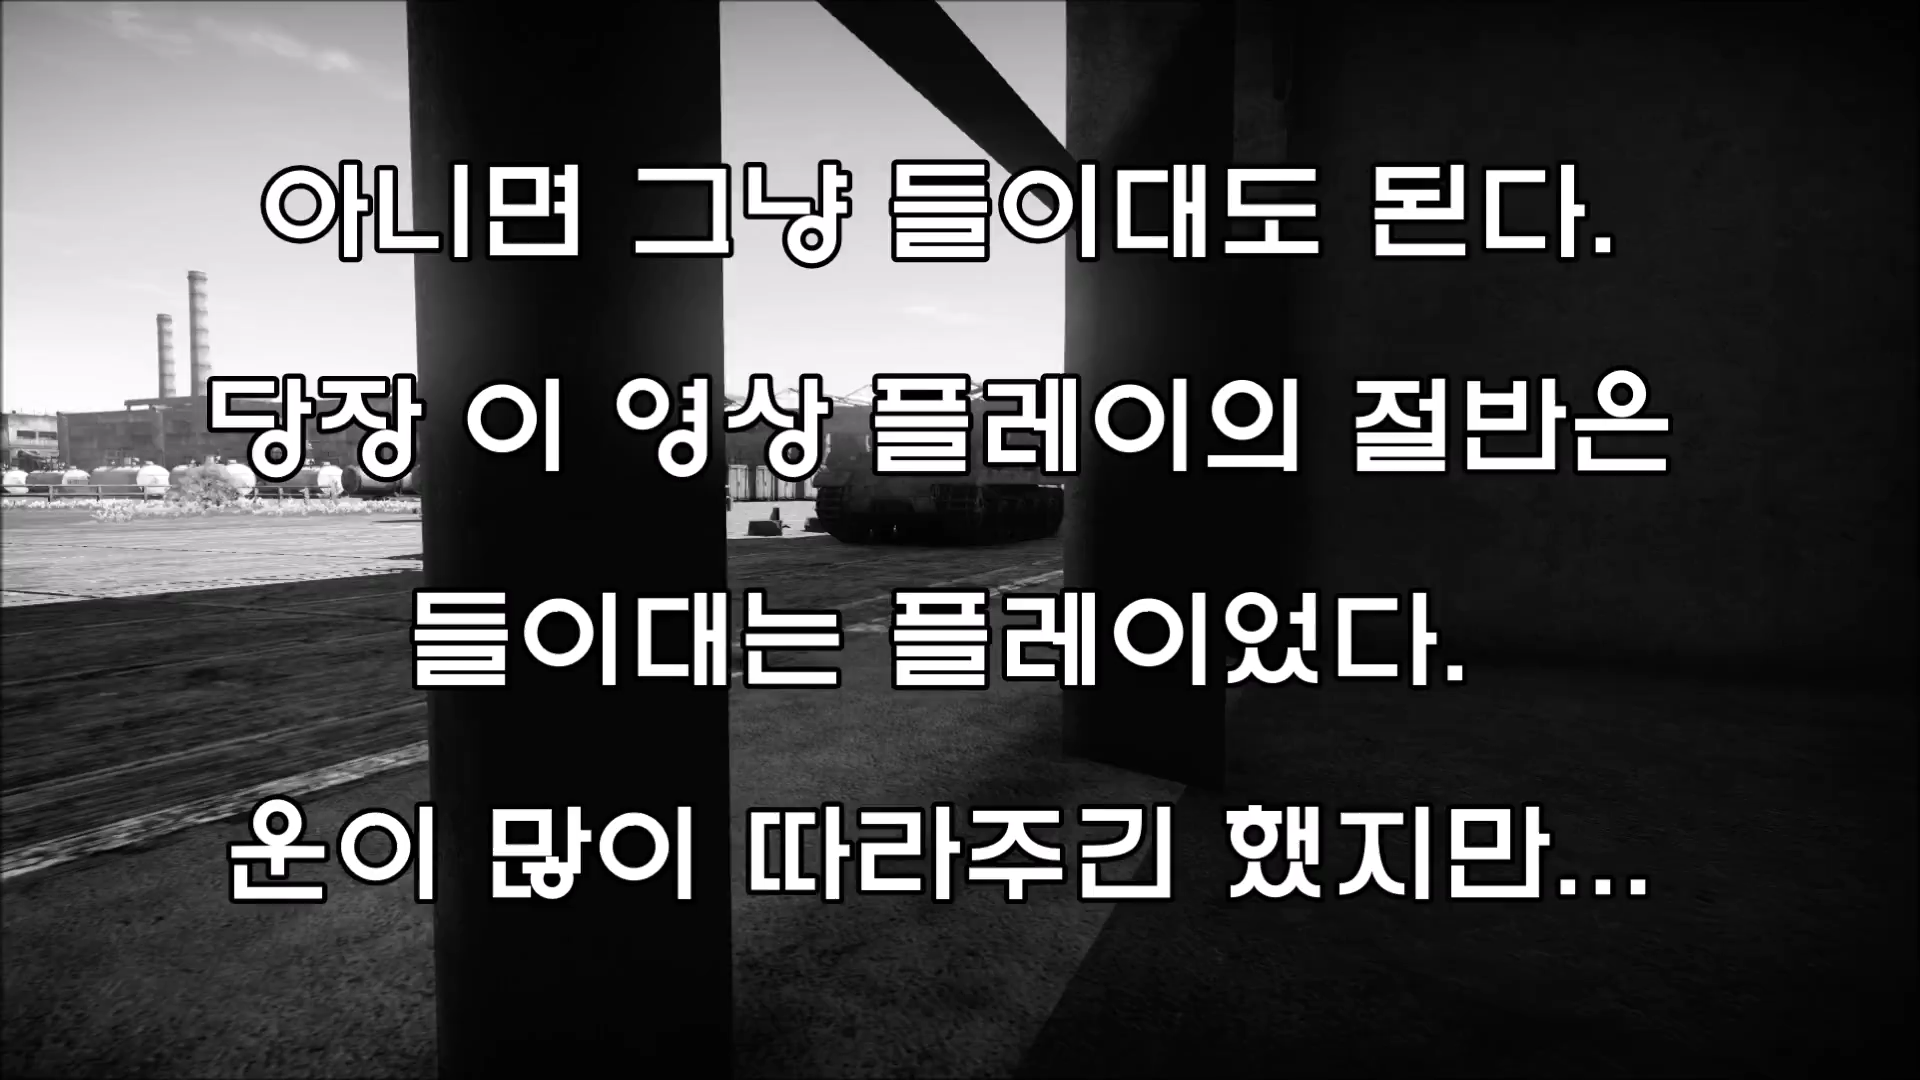 아니면 그냥 들이대도 된다.
당장 이 영상 플레이의 절반은
들이대는 플레이었다.
운이 많이 따라주긴 했지만...